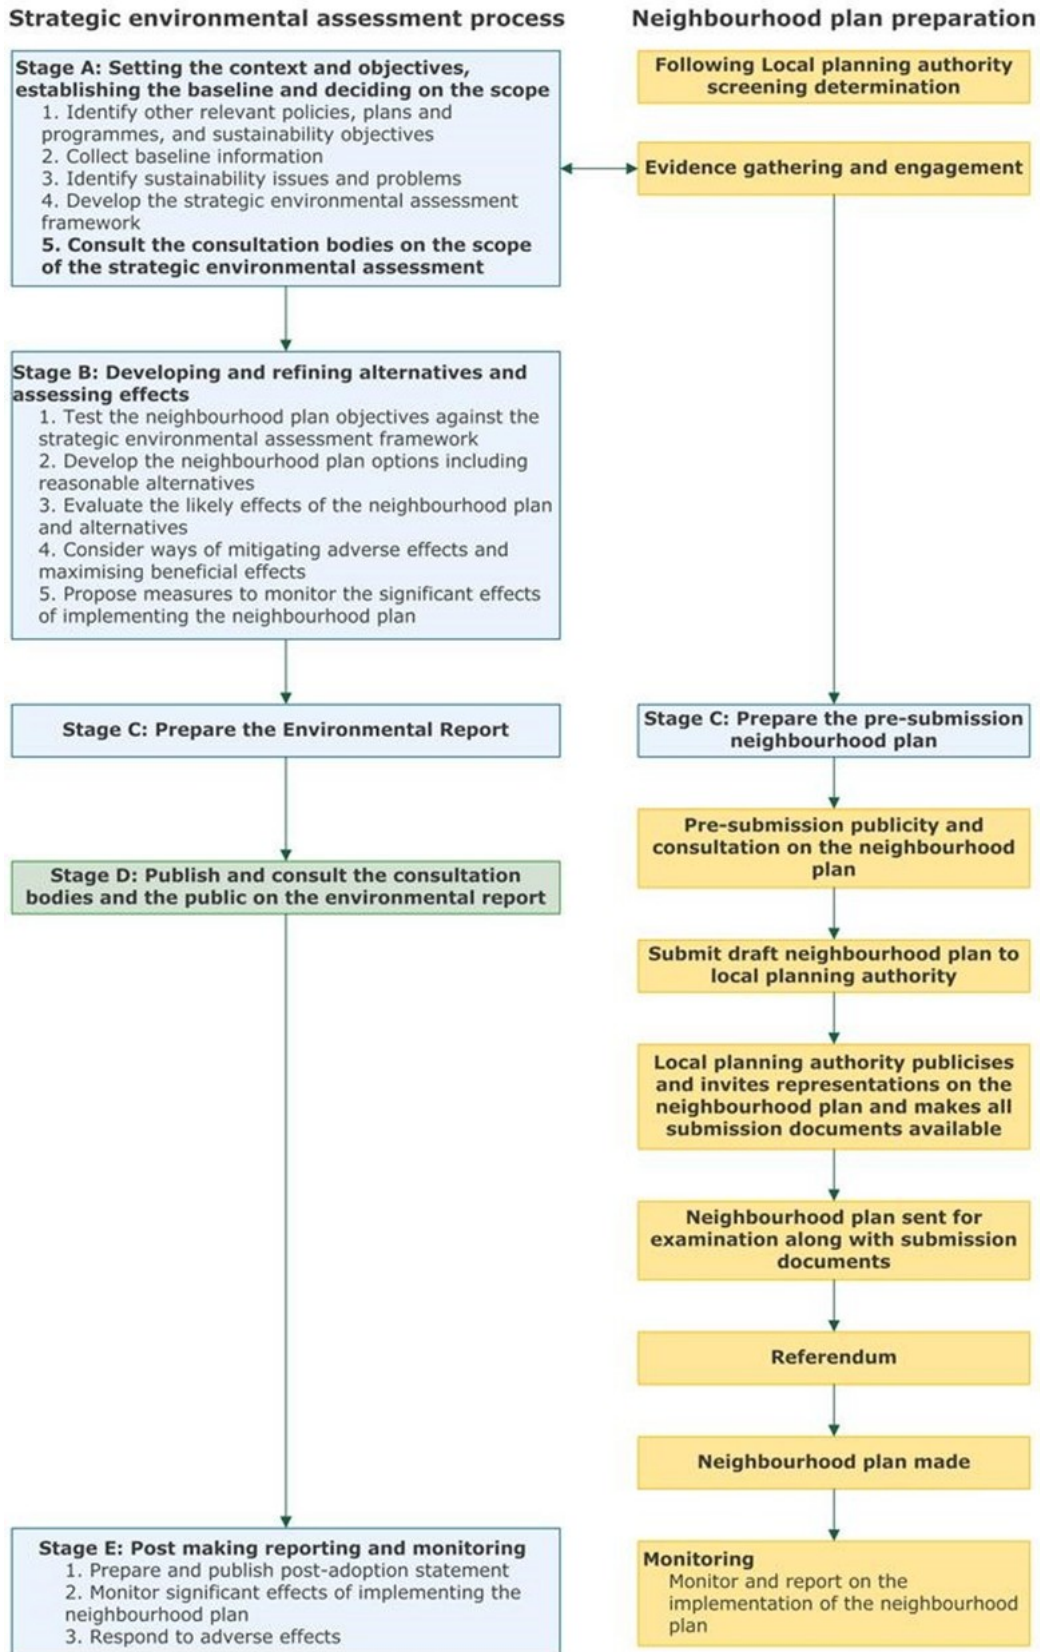 Strategic environmental assessment process
Neighbourhood plan preparation
Stage A: Setting the context and objectives,
establishing the baseline and deciding on the scope
1. Identify other relevant policies, plans and
programmes, and sustainability objectives
2. Collect baseline information
3. Identify sustainability issues and problems
4. Develop the strategic environmental assessment
framework
5. Consult the consultation bodies on the scope
of the strategic environmental assessment
Following Local planning authority
screening determination
Evidence gathering and engagement
Stage B: Developing and refining alternatives and
assessing effects
1. Test the neighbourhood plan objectives against the
strategic environmental assessment framework
2. Develop the neighbourhood plan options including
reasonable alternatives
3. Evaluate the likely effects of the neighbourhood plan
and alternatives
4. Consider ways of mitigating adverse effects and
maximising beneficial effects
5. Propose measures to monitor the significant effects
of implementing the neighbourhood plan
Stage C: Prepare the Environmental Report
Stage C: Prepare the pre-submission
neighbourhood plan
Pre-submission publicity and
consultation on the neighbourhood
plan
Stage D: Publish and consult the consultation
bodies and the public on the environmental report
Submit draft neighbourhood plan to
local planning authority
Local planning authority publicises
and invites representations on the
neighbourhood plan and makes all
submission documents available
Neighbourhood plan sent for
examination along with submission
documents
Referendum
Neighbourhood plan made
Stage E: Post making reporting and monitoring
1. Prepare and publish post-adoption statement
2. Monitor significant effects of implementing the
neighbourhood plan
3. Respond to adverse effects
Monitoring
Monitor and report on the
implementation of the neighbourhood
plan